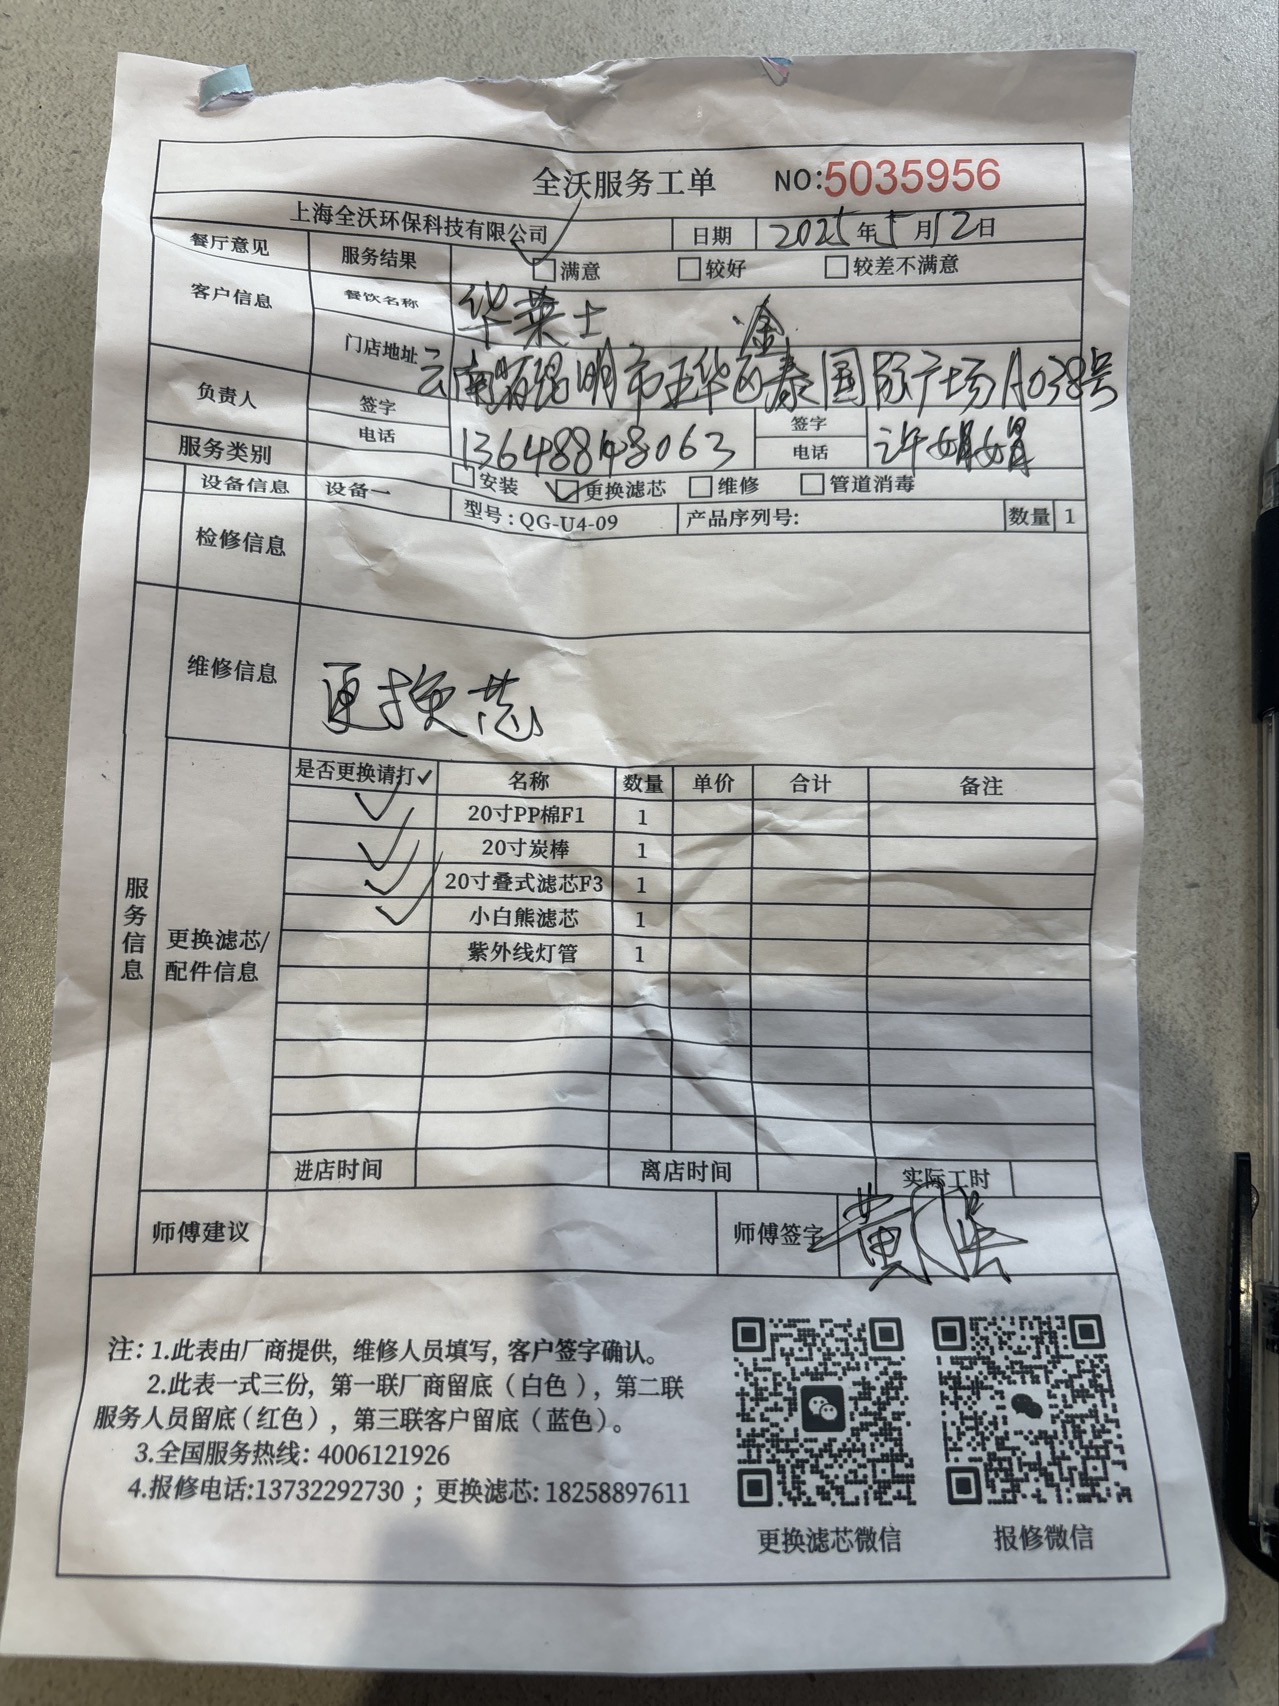 全沃服务工单 NO:5035956
上海全沃环保科技有限公司 日期 2025年5月12日
餐厅意见 服务结果 ✓□满意 □较好 □较差不满意
客户信息 餐饮名称 华莱士
金
门店地址 云南省昆明市五华区泰国际广场A038号
负责人 签字 签字
电话 13648848063 电话 许娟娟
服务类别 □安装 ✓□更换滤芯 □维修 □管道消毒
设备信息 设备一 型号:QG-U4-09 产品序列号: 数量 1
检修信息
维修信息 更换芯
服务信息
更换滤芯/配件信息
是否更换请打✓ 名称 数量 单价 合计 备注
✓ 20寸PP棉F1 1
✓ 20寸炭棒 1
✓ 20寸叠式滤芯F3 1
✓ 小白熊滤芯 1
紫外线灯管 1
进店时间 离店时间 实际工时
师傅建议 师傅签字 黄
注:1.此表由厂商提供,维修人员填写,客户签字确认。
2.此表一式三份,第一联厂商留底(白色),第二联
服务人员留底(红色),第三联客户留底(蓝色)。
3.全国服务热线:4006121926
4.报修电话:13732292730;更换滤芯:18258897611
更换滤芯微信 报修微信